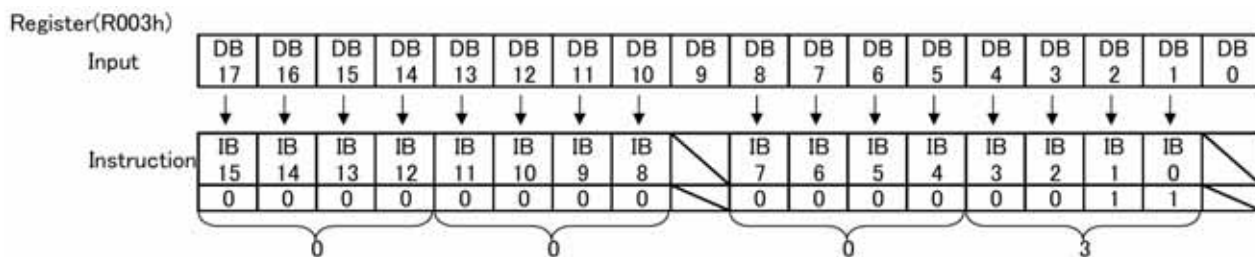 Register(R003h)
Input
DB 17 DB 16 DB 15 DB 14 DB 13 DB 12 DB 11 DB 10 DB 9 DB 8 DB 7 DB 6 DB 5 DB 4 DB 3 DB 2 DB 1 DB 0
Instruction
IB 15 IB 14 IB 13 IB 12 IB 11 IB 10 IB 9 IB 8 IB 7 IB 6 IB 5 IB 4 IB 3 IB 2 IB 1 IB 0
0 0 0 0 0 0 0 0 0 0 0 0 0 0 1 1
0 0 0 3